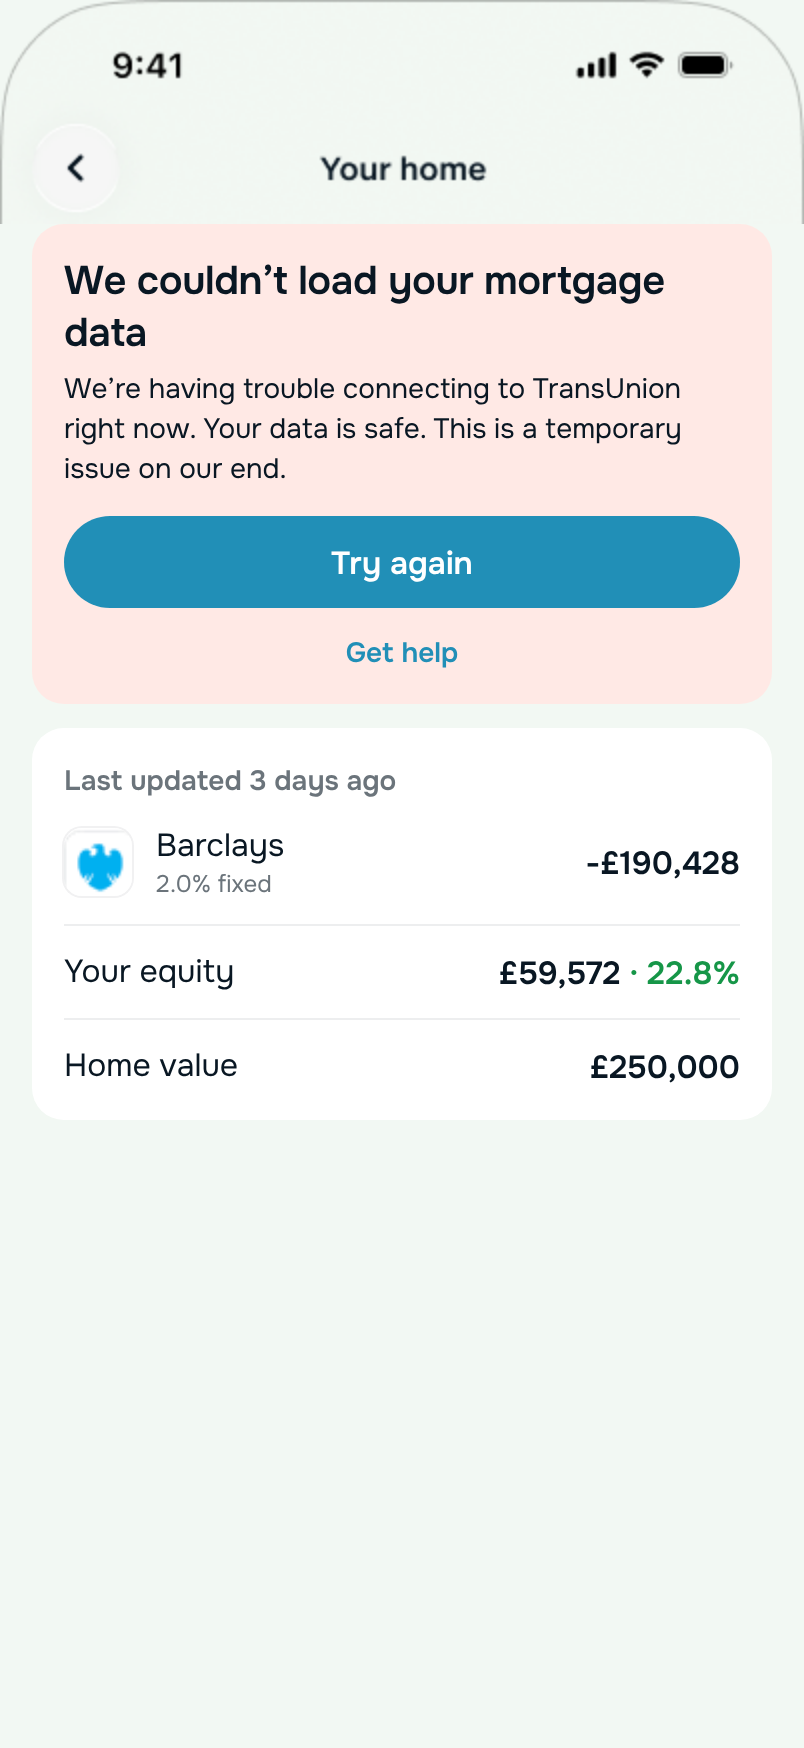 9:41
Your home
We couldn’t load your mortgage
data
We’re having trouble connecting to TransUnion
right now. Your data is safe. This is a temporary
issue on our end.
Try again
Get help
Last updated 3 days ago
Barclays
-£190,428
2.0% fixed
Your equity £59,572 · 22.8%
Home value £250,000